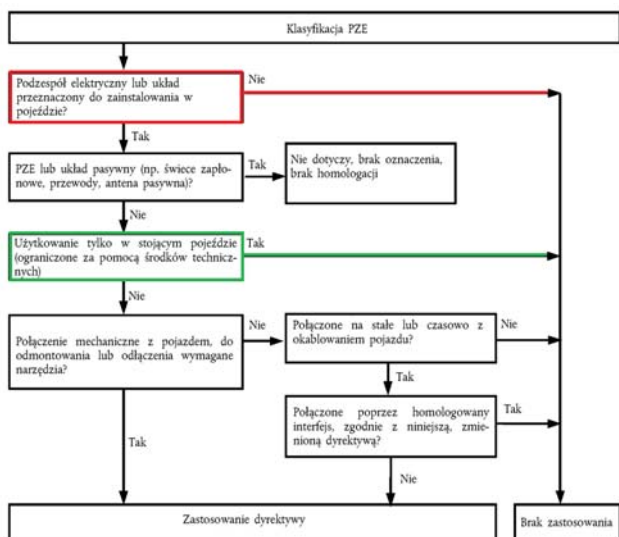 Klasyfikacja PZE
Podzespół elektryczny lub układ
przeznaczony do zainstalowania w
pojeździe?
Nie
Tak
PZE lub układ pasywny (np. świece zapło-
nowe, przewody, antena pasywna)?
Tak
Nie dotyczy, brak oznaczenia,
brak homologacji
Nie
Użytkowanie tylko w stojącym pojeździe
(ograniczone za pomocą środków technicz-
nych)
Tak
Nie
Połączenie mechaniczne z pojazdem, do
odmontowania lub odłączenia wymagane
narzędzia?
Nie
Połączone na stałe lub czasowo z
okablowaniem pojazdu?
Nie
Tak
Połączone poprzez homologowany
interfejs, zgodnie z niniejszą, zmie-
nioną dyrektywą?
Tak
Tak
Nie
Zastosowanie dyrektywy
Brak zastosowania